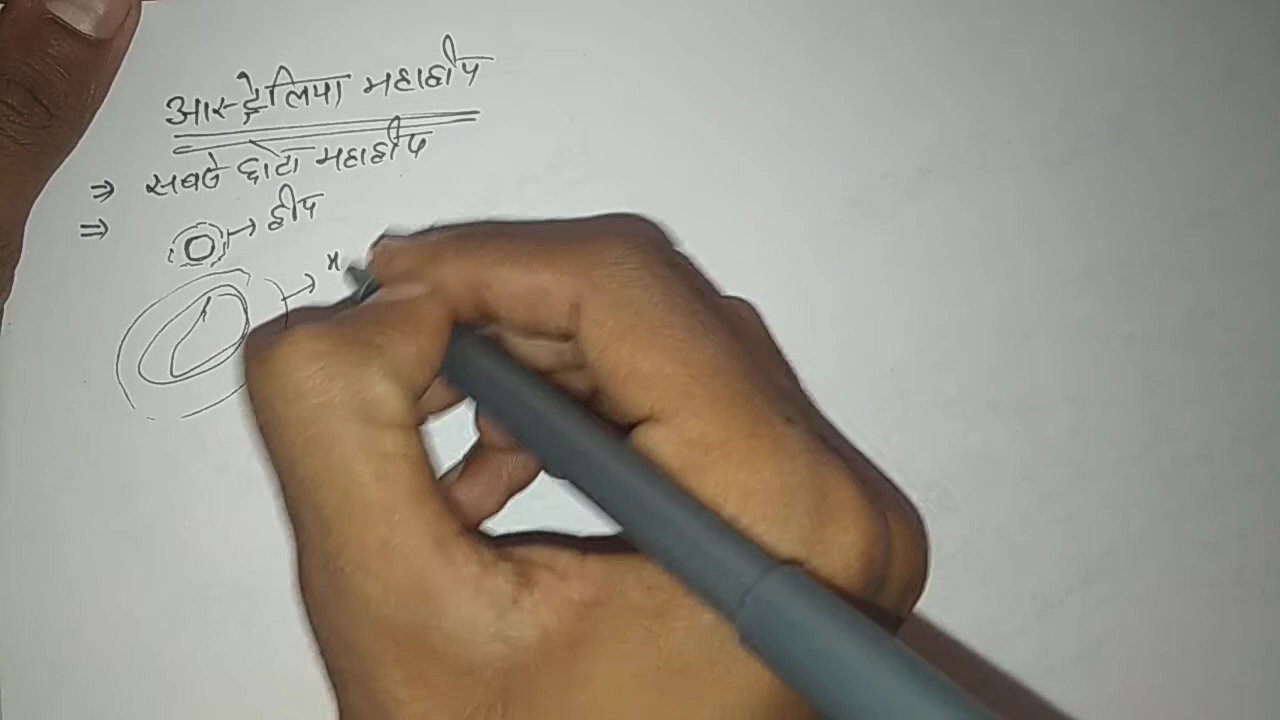 आस्ट्रेलिया महाद्वीप
⇒ सबसे छोटा महाद्वीप
⇒
→ द्वीप
→ म